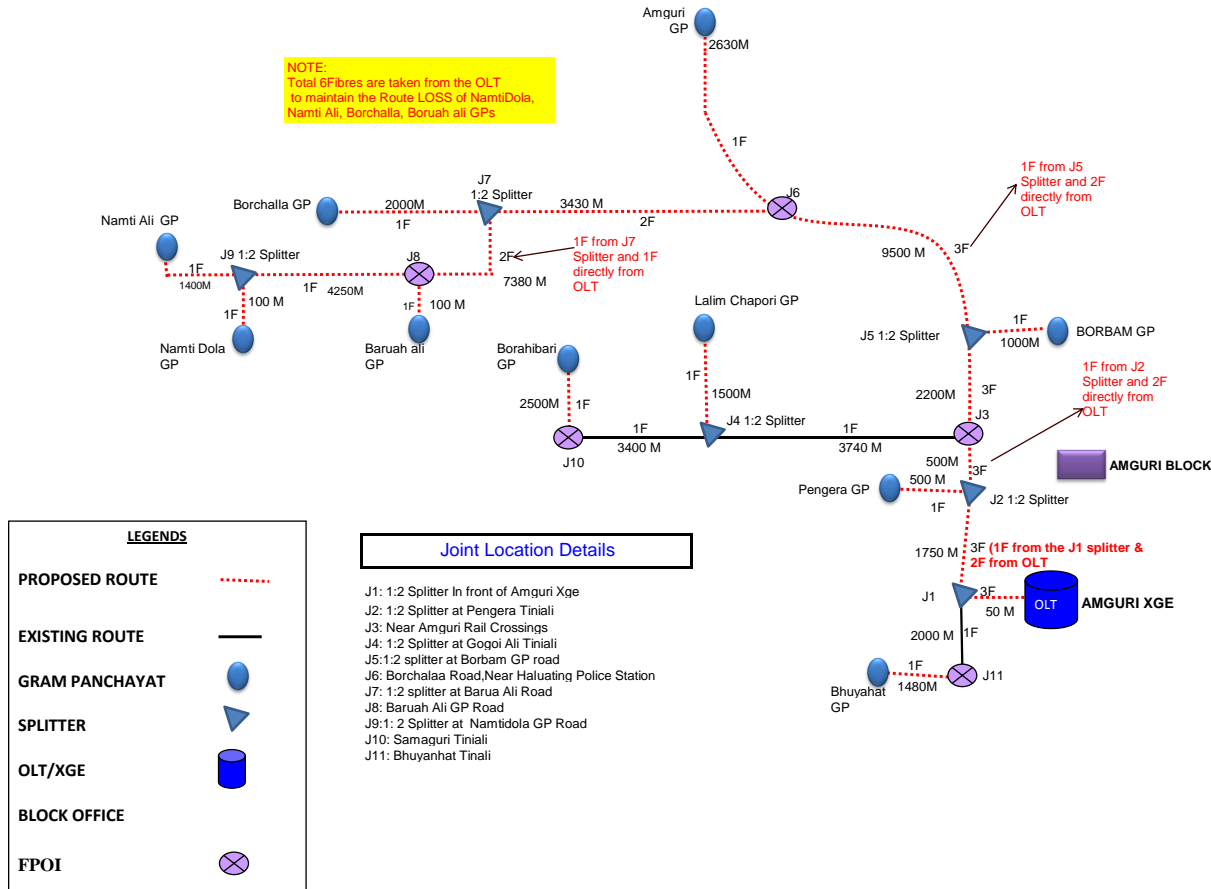 Amguri
GP
2630M
NOTE:
Total 6Fibres are taken from the OLT
to maintain the Route LOSS of NamtiDola,
Namti Ali, Borchalla, Boruah ali GPs
1F
J7
1:2 Splitter
J6
1F from J5
Splitter and 2F
directly from
OLT
Borchalla GP
2000M
1F
3430 M
2F
Namti Ali GP
3F
9500 M
J9 1:2 Splitter
J8
2F
7380 M
1F from J7
Splitter and 1F
directly from
OLT
1F
1400M
1F
4250M
100 M
1F
1F
100 M
Namti Dola
GP
Baruah ali
GP
Lalim Chapori GP
Borahibari
GP
J5 1:2 Splitter
1F
1000M
BORBAM GP
1F from J2
Splitter and 2F
directly from
OLT
1F
1500M
2500M
1F
2200M
3F
J3
J10
1F
3400 M
J4 1:2 Splitter
1F
3740 M
500M
3F
AMGURI BLOCK
Pengera GP
500 M
1F
J2 1:2 Splitter
1750 M
3F (1F from the J1 splitter &
2F from OLT
J1
3F
50 M
OLT
AMGURI XGE
2000 M
1F
J11
Bhuyahat
GP
1F
1480M
LEGENDS
PROPOSED ROUTE
EXISTING ROUTE
GRAM PANCHAYAT
SPLITTER
OLT/XGE
BLOCK OFFICE
FPOI
Joint Location Details
J1: 1:2 Splitter In front of Amguri Xge
J2: 1:2 Splitter at Pengera Tiniali
J3: Near Amguri Rail Crossings
J4: 1:2 Splitter at Gogoi Ali Tiniali
J5:1:2 splitter at Borbam GP road
J6: Borchalaa Road,Near Haluating Police Station
J7: 1:2 splitter at Barua Ali Road
J8: Baruah Ali GP Road
J9:1: 2 Splitter at Namtidola GP Road
J10: Samaguri Tiniali
J11: Bhuyanhat Tinali